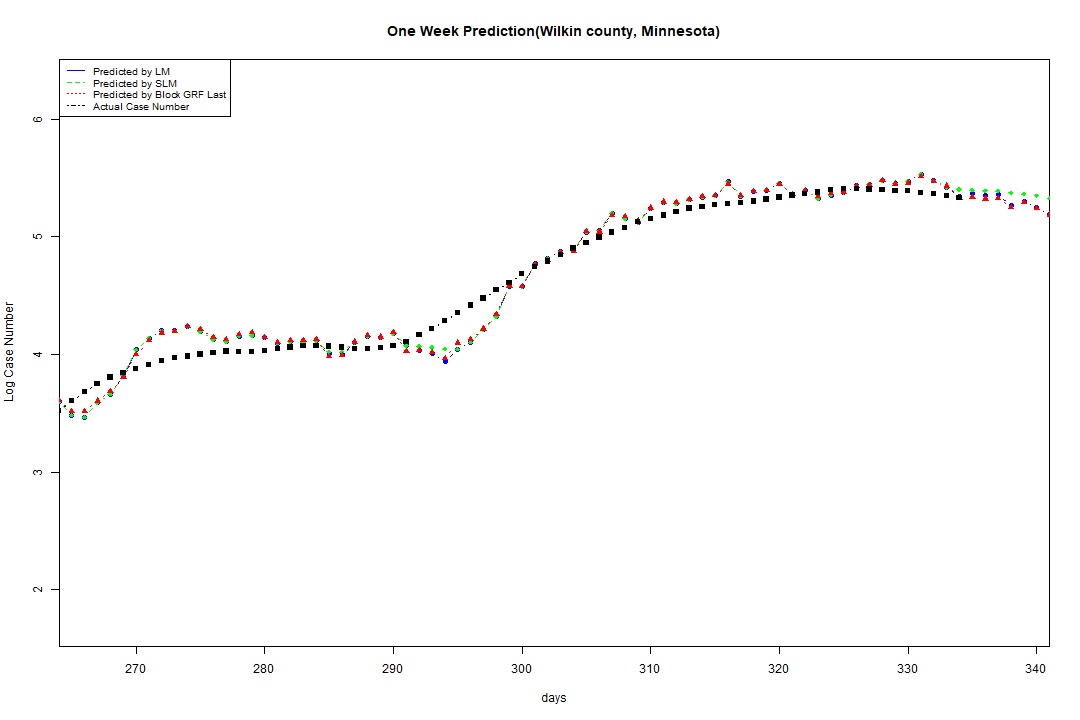 One Week Prediction(Wilkin county, Minnesota)
Predicted by LM
Predicted by SLM
Predicted by Block GRF Last
Actual Case Number
6
5
4
3
2
Log Case Number
270 280 290 300 310 320 330 340
days